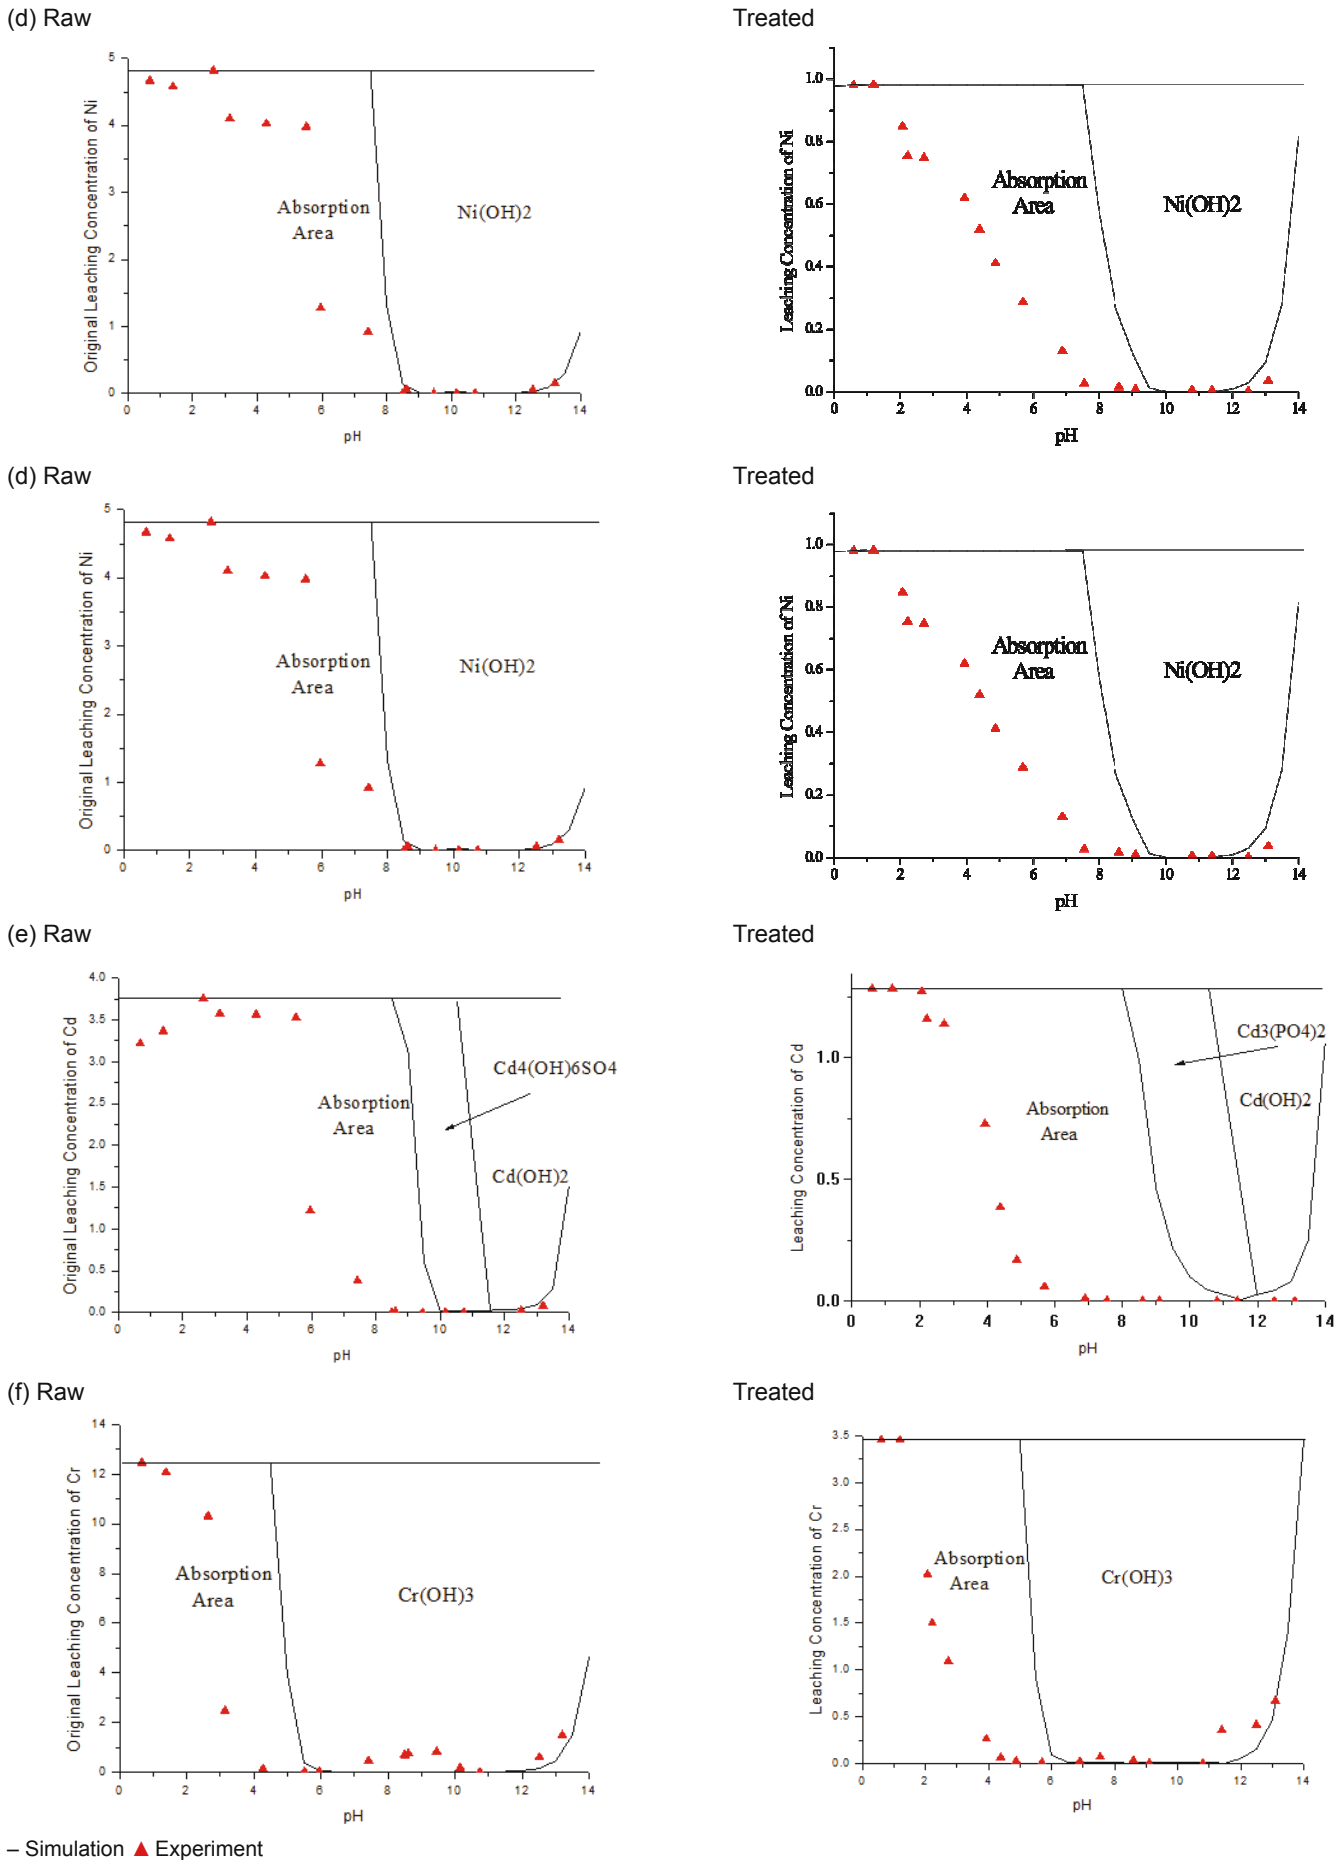 (d) Raw
Treated
Original Leaching Concentration of Ni
5
4
3
2
1
0
Absorption
Area
Ni(OH)2
0 2 4 6 8 10 12 14
pH
Leaching Concentration of Ni
1.0
0.8
0.6
0.4
0.2
0.0
Absorption
Area
Ni(OH)2
0 2 4 6 8 10 12 14
pH
(d) Raw
Treated
Original Leaching Concentration of Ni
5
4
3
2
1
0
Absorption
Area
Ni(OH)2
0 2 4 6 8 10 12 14
pH
Leaching Concentration of Ni
1.0
0.8
0.6
0.4
0.2
0.0
Absorption
Area
Ni(OH)2
0 2 4 6 8 10 12 14
pH
(e) Raw
Treated
Original Leaching Concentration of Cd
4.0
3.5
3.0
2.5
2.0
1.5
1.0
0.5
0.0
Cd4(OH)6SO4
Absorption
Area
Cd(OH)2
0 2 4 6 8 10 12 14
pH
Leaching Concentration of Cd
1.0
0.5
0.0
Cd3(PO4)2
Cd(OH)2
Absorption
Area
0 2 4 6 8 10 12 14
pH
(f) Raw
Treated
Original Leaching Concentration of Cr
14
12
10
8
6
4
2
0
Absorption
Area
Cr(OH)3
0 2 4 6 8 10 12 14
pH
Leaching Concentration of Cr
3.5
3.0
2.5
2.0
1.5
1.0
0.5
0.0
Absorption
Area
Cr(OH)3
0 2 4 6 8 10 12 14
pH
– Simulation ▲ Experiment